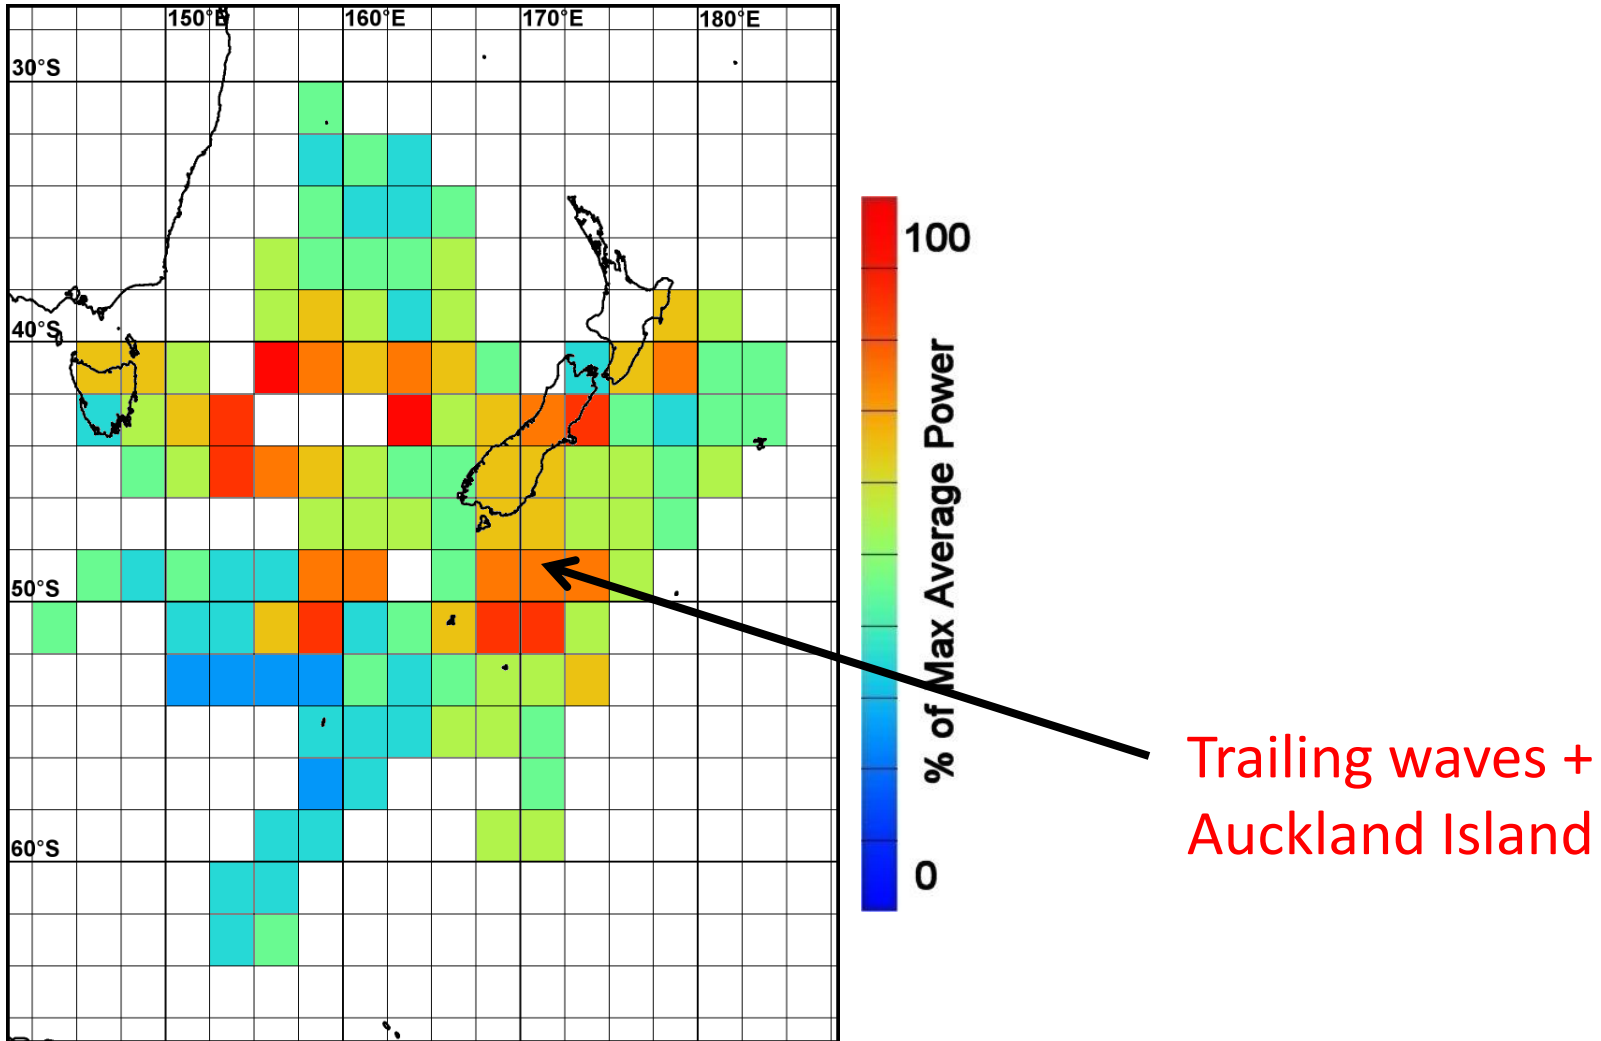 150°E 160°E 170°E 180°E
30°S
40°S
50°S
60°S
100
% of Max Average Power
0
Trailing waves +
Auckland Island